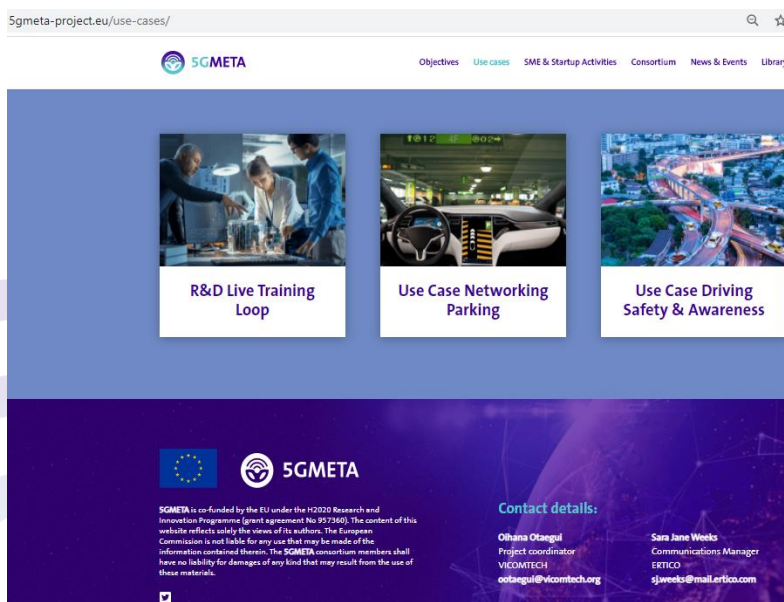 5gmeta-project.eu/use-cases/
5GMETA
Objectives Use cases SME & Startup Activities Consortium News & Events Library
R&D Live Training
Loop
Use Case Networking
Parking
Use Case Driving
Safety & Awareness
5GMETA
5GMETA is co-funded by the EU under the H2020 Research and
Innovation Programme (grant agreement No 957360). The content of this
website reflects solely the views of its authors. The European
Commission is not liable for any use that may be made of the
information contained therein. The 5GMETA consortium members shall
have no liability for damages of any kind that may result from the use of
these materials.
Contact details:
Oihana Otaegui
Project coordinator
VICOMTECH
ootaegui@vicomtech.org
Sara Jane Weeks
Communications Manager
ERTICO
sj.weeks@mail.ertico.com